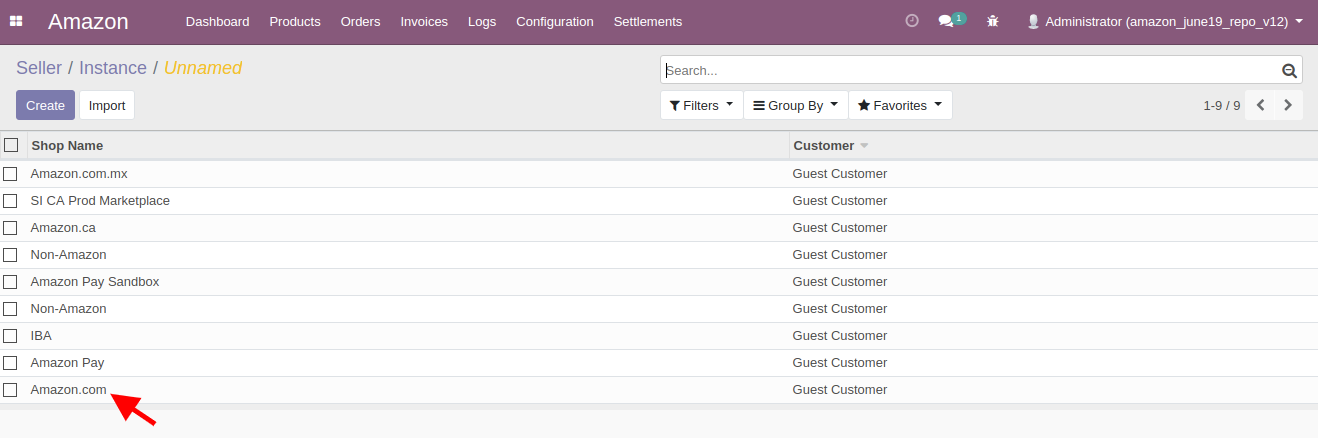 Amazon Dashboard Products Orders Invoices Logs Configuration Settlements 1 Administrator (amazon_june19_repo_v12)
Seller / Instance / Unnamed
Search...
Create Import Filters Group By Favorites 1-9 / 9
Shop Name Customer
Amazon.com.mx Guest Customer
SI CA Prod Marketplace Guest Customer
Amazon.ca Guest Customer
Non-Amazon Guest Customer
Amazon Pay Sandbox Guest Customer
Non-Amazon Guest Customer
IBA Guest Customer
Amazon Pay Guest Customer
Amazon.com Guest Customer